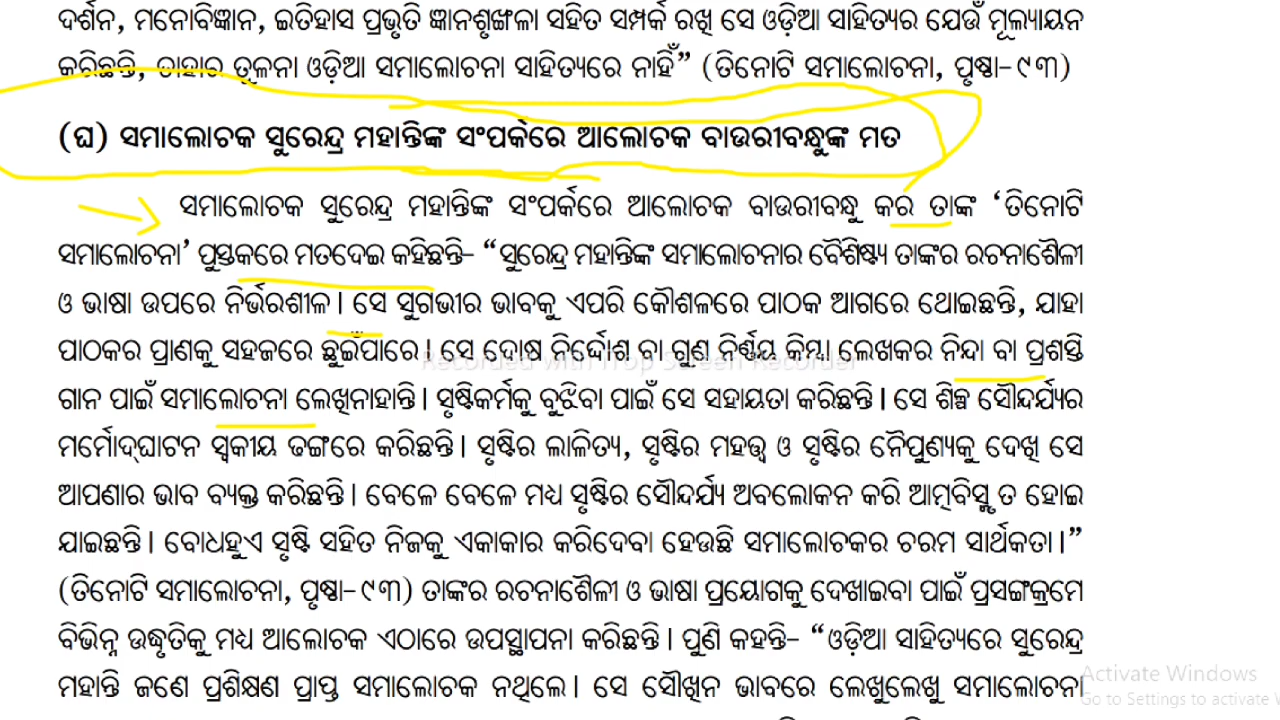 ଦର୍ଶନ, ମନୋବିଜ୍ଞାନ, ଇତିହାସ ପ୍ରଭୃତି ଜ୍ଞାନଶୃଙ୍ଖଳା ସହିତ ସମ୍ପର୍କ ରଖି ସେ ଓଡ଼ିଆ ସାହିତ୍ୟର ଯେଉଁ ମୂଲ୍ୟାୟନ
କରିଛନ୍ତି, ତାହାର ତୁଳନା ଓଡ଼ିଆ ସମାଲୋଚନା ସାହିତ୍ୟରେ ନାହିଁ” (ତିନୋଟି ସମାଲୋଚନା, ପୃଷ୍ଠା-୯୩)
(ଘ) ସମାଲୋଚକ ସୁରେନ୍ଦ୍ର ମହାନ୍ତିଙ୍କ ସଂପର୍କରେ ଆଲୋଚକ ବାଉରୀବନ୍ଧୁଙ୍କ ମତ
ସମାଲୋଚକ ସୁରେନ୍ଦ୍ର ମହାନ୍ତିଙ୍କ ସଂପର୍କରେ ଆଲୋଚକ ବାଉରୀବନ୍ଧୁ କର ତାଙ୍କ ‘ତିନୋଟି
ସମାଲୋଚନା’ ପୁସ୍ତକରେ ମତଦେଇ କହିଛନ୍ତି- “ସୁରେନ୍ଦ୍ର ମହାନ୍ତିଙ୍କ ସମାଲୋଚନାର ବୈଶିଷ୍ଟ୍ୟ ତାଙ୍କର ରଚନାଶୈଳୀ
ଓ ଭାଷା ଉପରେ ନିର୍ଭରଶୀଳ। ସେ ସୁଗଭୀର ଭାବକୁ ଏପରି କୌଶଳରେ ପାଠକ ଆଗରେ ଥୋଇଛନ୍ତି, ଯାହା
ପାଠକର ପ୍ରାଣକୁ ସହଜରେ ଛୁଇଁପାରେ। ସେ ଦୋଷ ନିର୍ଦ୍ଦୋଶ ବା ଗୁଣ ନିର୍ଣ୍ଣୟ କିମ୍ବା ଲେଖକର ନିନ୍ଦା ବା ପ୍ରଶସ୍ତି
ଗାନ ପାଇଁ ସମାଲୋଚନା ଲେଖିନାହାନ୍ତି। ସୃଷ୍ଟିକର୍ମକୁ ବୁଝିବା ପାଇଁ ସେ ସହାୟତା କରିଛନ୍ତି। ସେ ଶିଳ୍ପ ସୌନ୍ଦର୍ଯ୍ୟର
ମର୍ମୋଦ୍‌ଘାଟନ ସ୍ଵକୀୟ ଢଙ୍ଗରେ କରିଛନ୍ତି। ସୃଷ୍ଟିର ଲାଳିତ୍ୟ, ସୃଷ୍ଟିର ମହତ୍ତ୍ୱ ଓ ସୃଷ୍ଟିର ନୈପୁଣ୍ୟକୁ ଦେଖି ସେ
ଆପଣାର ଭାବ ବ୍ୟକ୍ତ କରିଛନ୍ତି। ବେଳେ ବେଳେ ମଧ୍ୟ ସୃଷ୍ଟିର ସୌନ୍ଦର୍ଯ୍ୟ ଅବଲୋକନ କରି ଆତ୍ମବିସ୍ମୃତ ହୋଇ
ଯାଇଛନ୍ତି। ବୋଧହୁଏ ସୃଷ୍ଟି ସହିତ ନିଜକୁ ଏକାକାର କରିଦେବା ହେଉଛି ସମାଲୋଚକର ଚରମ ସାର୍ଥକତା।”
(ତିନୋଟି ସମାଲୋଚନା, ପୃଷ୍ଠା-୯୩) ତାଙ୍କର ରଚନାଶୈଳୀ ଓ ଭାଷା ପ୍ରୟୋଗକୁ ଦେଖାଇବା ପାଇଁ ପ୍ରସଙ୍ଗକ୍ରମେ
ବିଭିନ୍ନ ଉଦ୍ଧୃତିକୁ ମଧ୍ୟ ଆଲୋଚକ ଏଠାରେ ଉପସ୍ଥାପନା କରିଛନ୍ତି। ପୁଣି କହନ୍ତି- “ଓଡ଼ିଆ ସାହିତ୍ୟରେ ସୁରେନ୍ଦ୍ର
ମହାନ୍ତି ଜଣେ ପ୍ରଶିକ୍ଷଣ ପ୍ରାପ୍ତ ସମାଲୋଚକ ନଥିଲେ। ସେ ସୌଖିନ ଭାବରେ ଲେଖୁଲେଖୁ ସମାଲୋଚନା
Recorded with iTop Screen Recorder
Activate Windows
Go to Settings to activate W